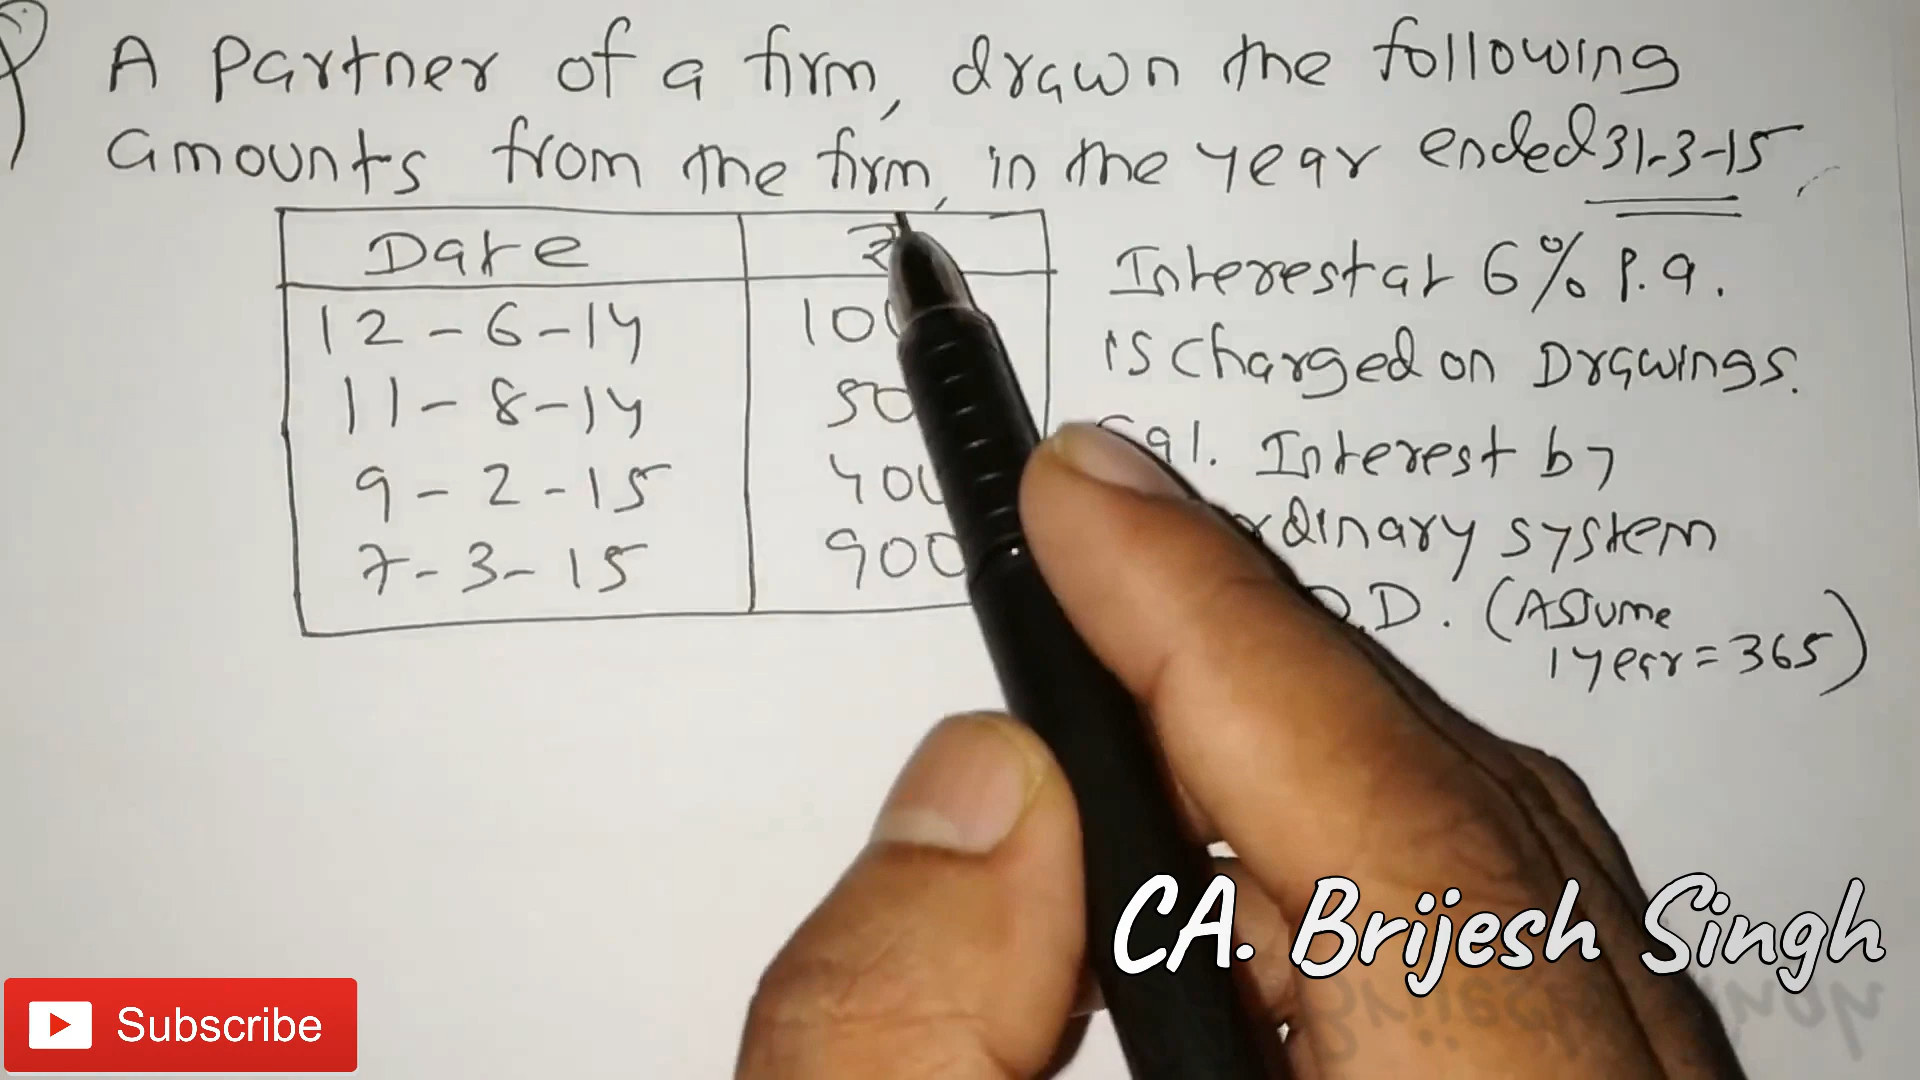 A Partner of a firm, drawn the following
amounts from the firm, in the year ended 31-3-15,
Date ₹
12-6-14
11-8-14
9-2-15
7-3-15
Interest at 6% P.a.
is charged on Drawings.
Cal. Interest by
system
(Assume
1 year = 365)
CA. Brijesh Singh
Subscribe